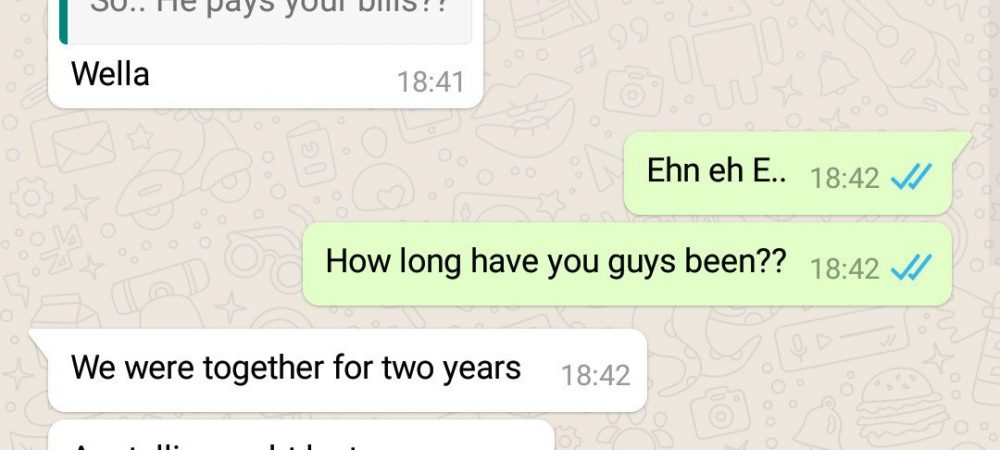 So.. He pays your bills??
Wella
18:41
Ehn eh E.. 18:42
How long have you guys been?? 18:42
We were together for two years 18:42